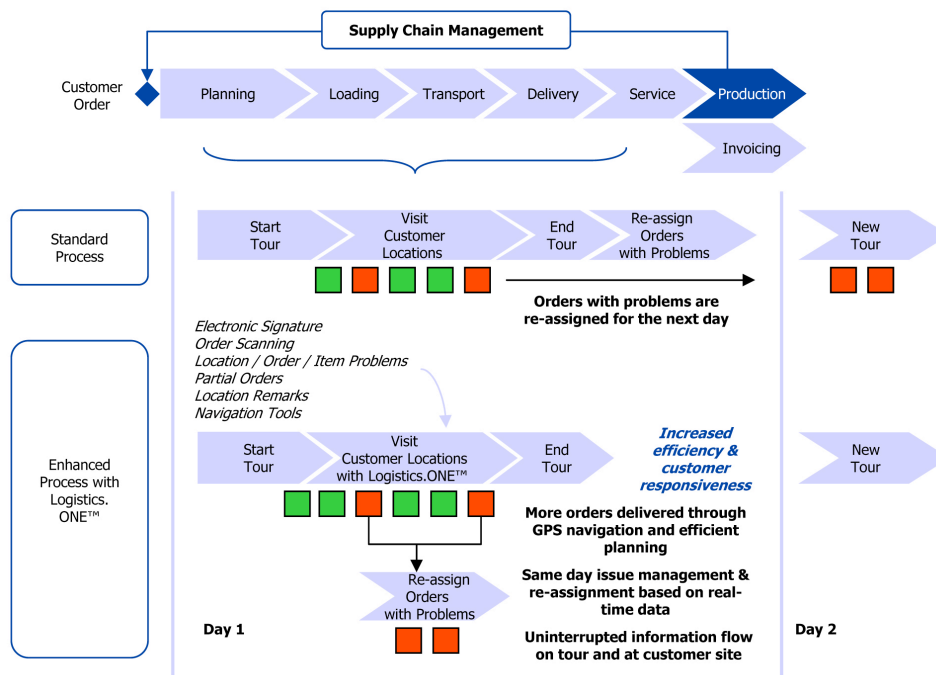 Supply Chain Management
Customer
Order
Planning
Loading
Transport
Delivery
Service
Production
Invoicing
Standard
Process
Start
Tour
Visit
Customer
Locations
End
Tour
Re-assign
Orders
with Problems
New
Tour
Orders with problems are
re-assigned for the next day
Electronic Signature
Order Scanning
Location / Order / Item Problems
Partial Orders
Location Remarks
Navigation Tools
Enhanced
Process with
Logistics.
ONE™
Start
Tour
Visit
Customer Locations
with Logistics.ONE™
End
Tour
Increased
efficiency &
customer
responsiveness
New
Tour
More orders delivered through
GPS navigation and efficient
planning
Re-assign
Orders
with Problems
Same day issue management &
re-assignment based on real-
time data
Uninterrupted information flow
on tour and at customer site
Day 1
Day 2